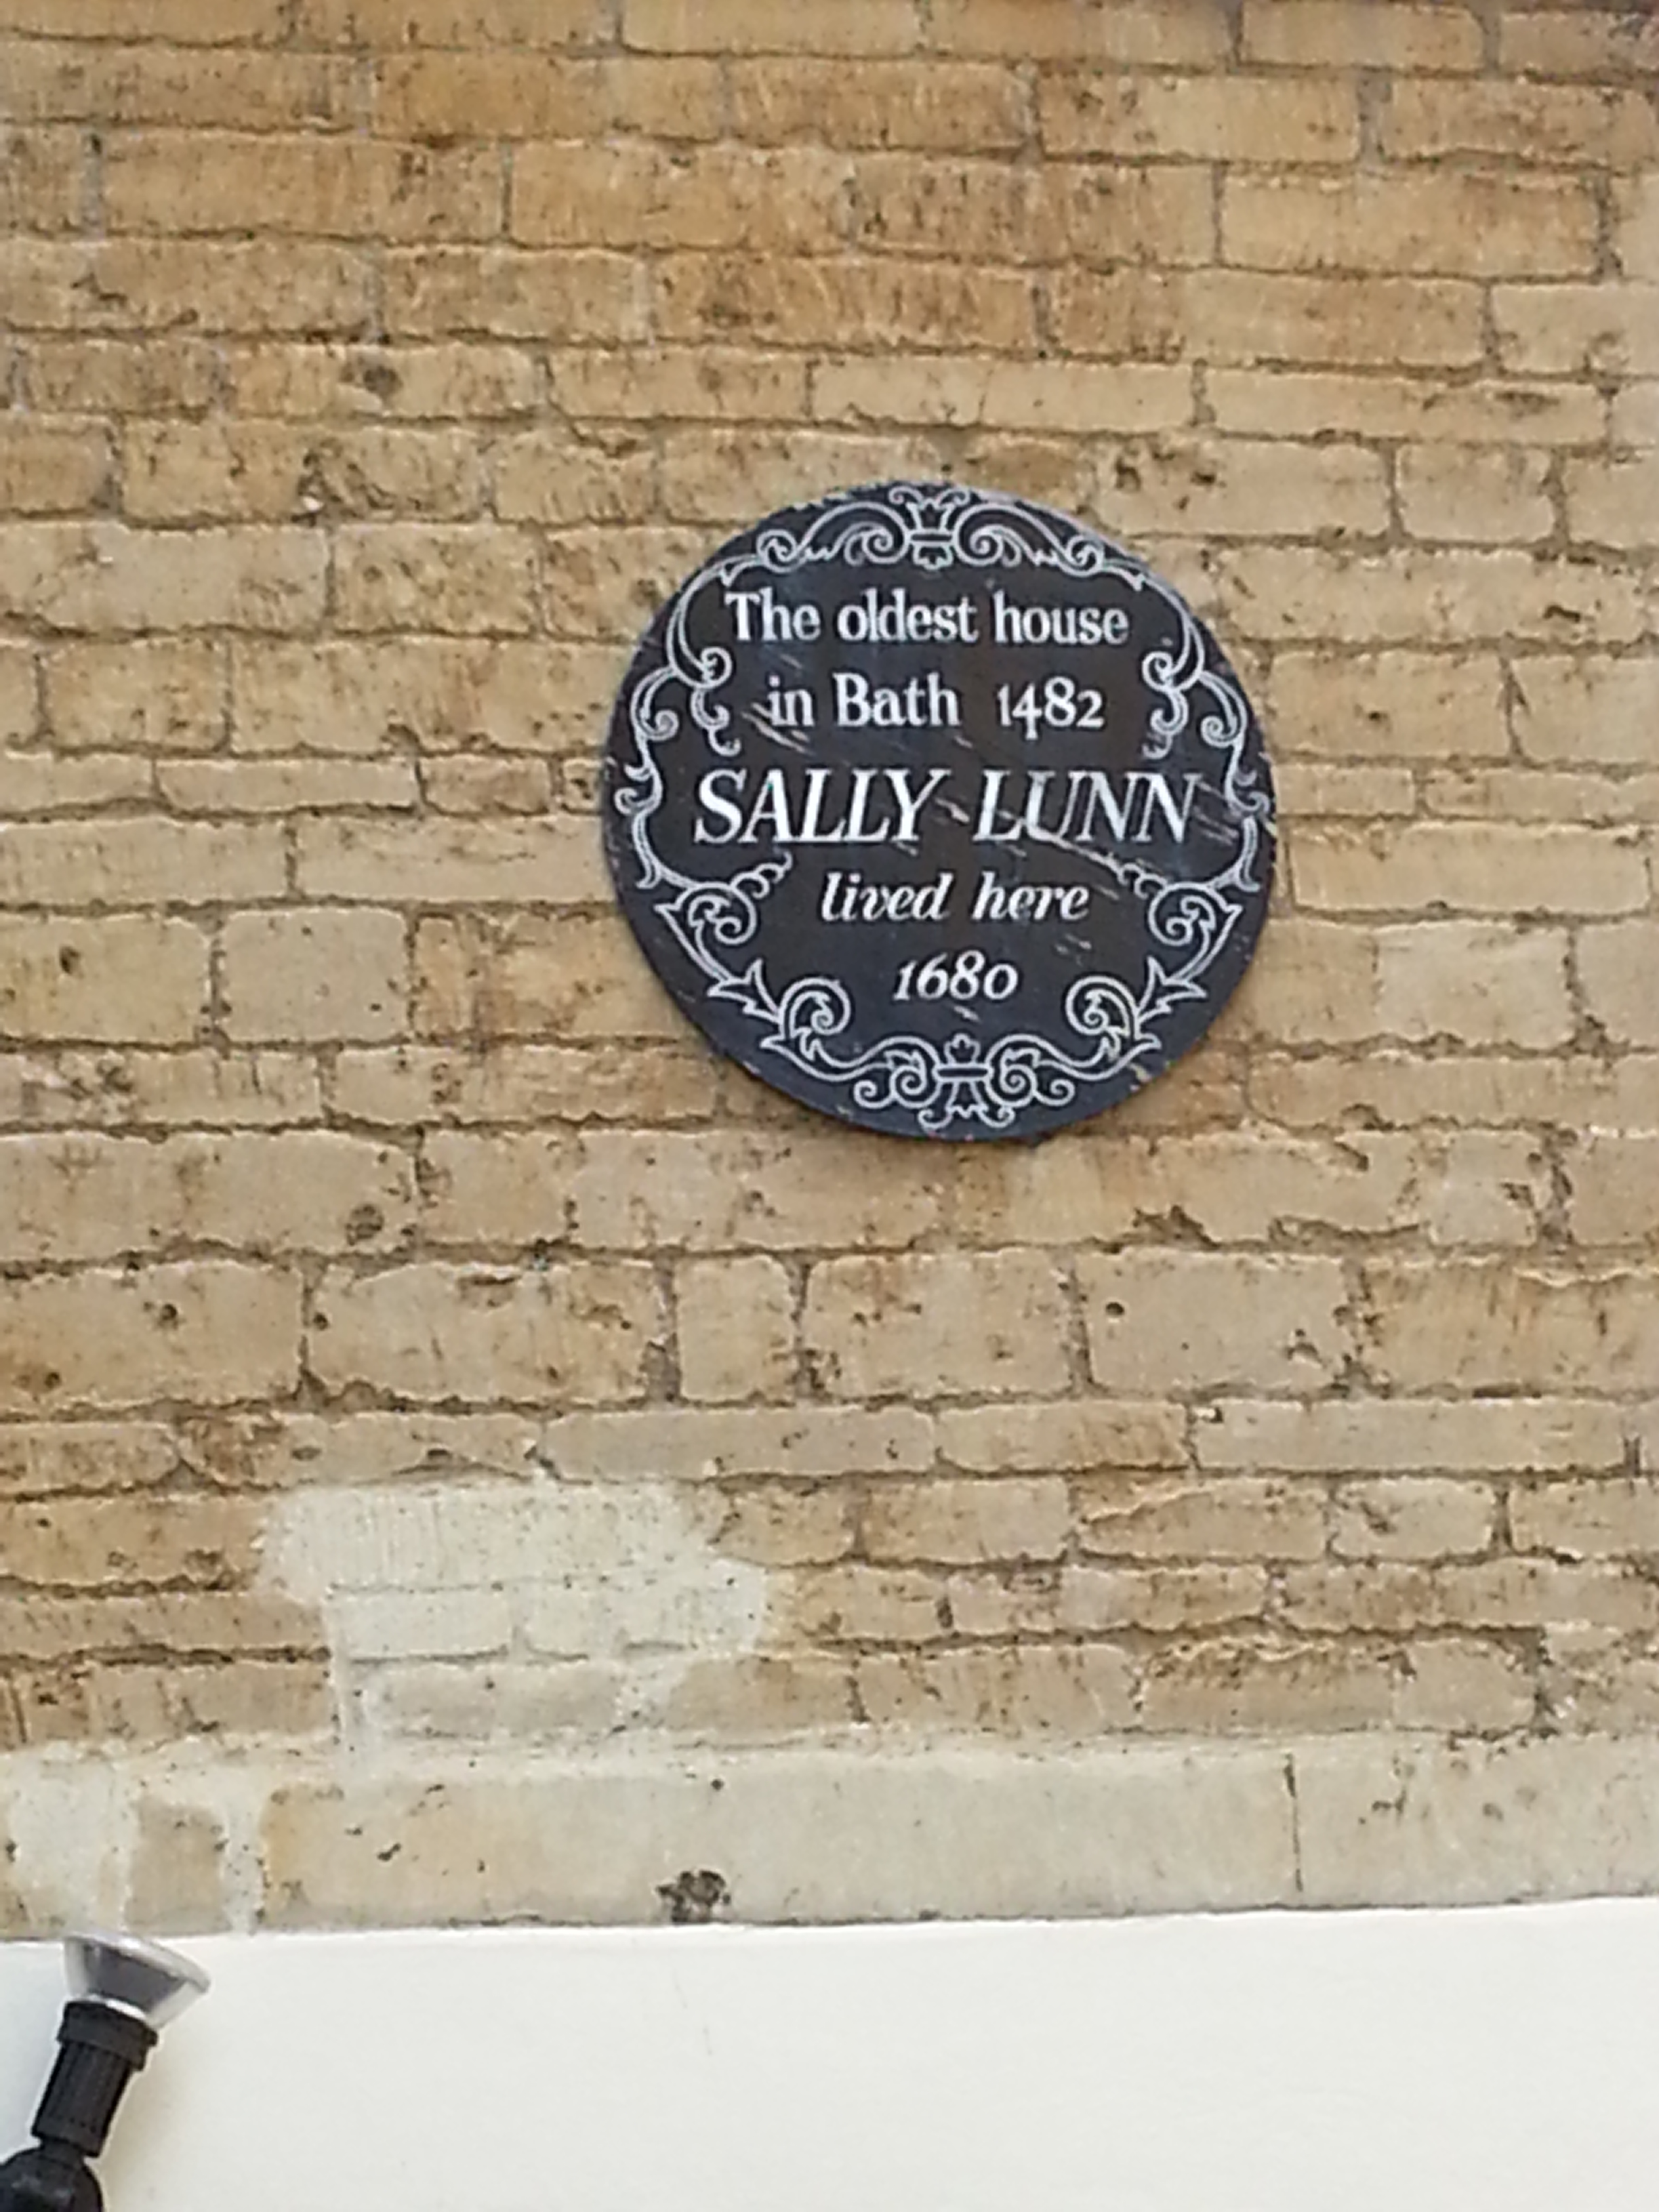 The oldest house
in Bath 1482
SALLY LUNN
lived here
1680